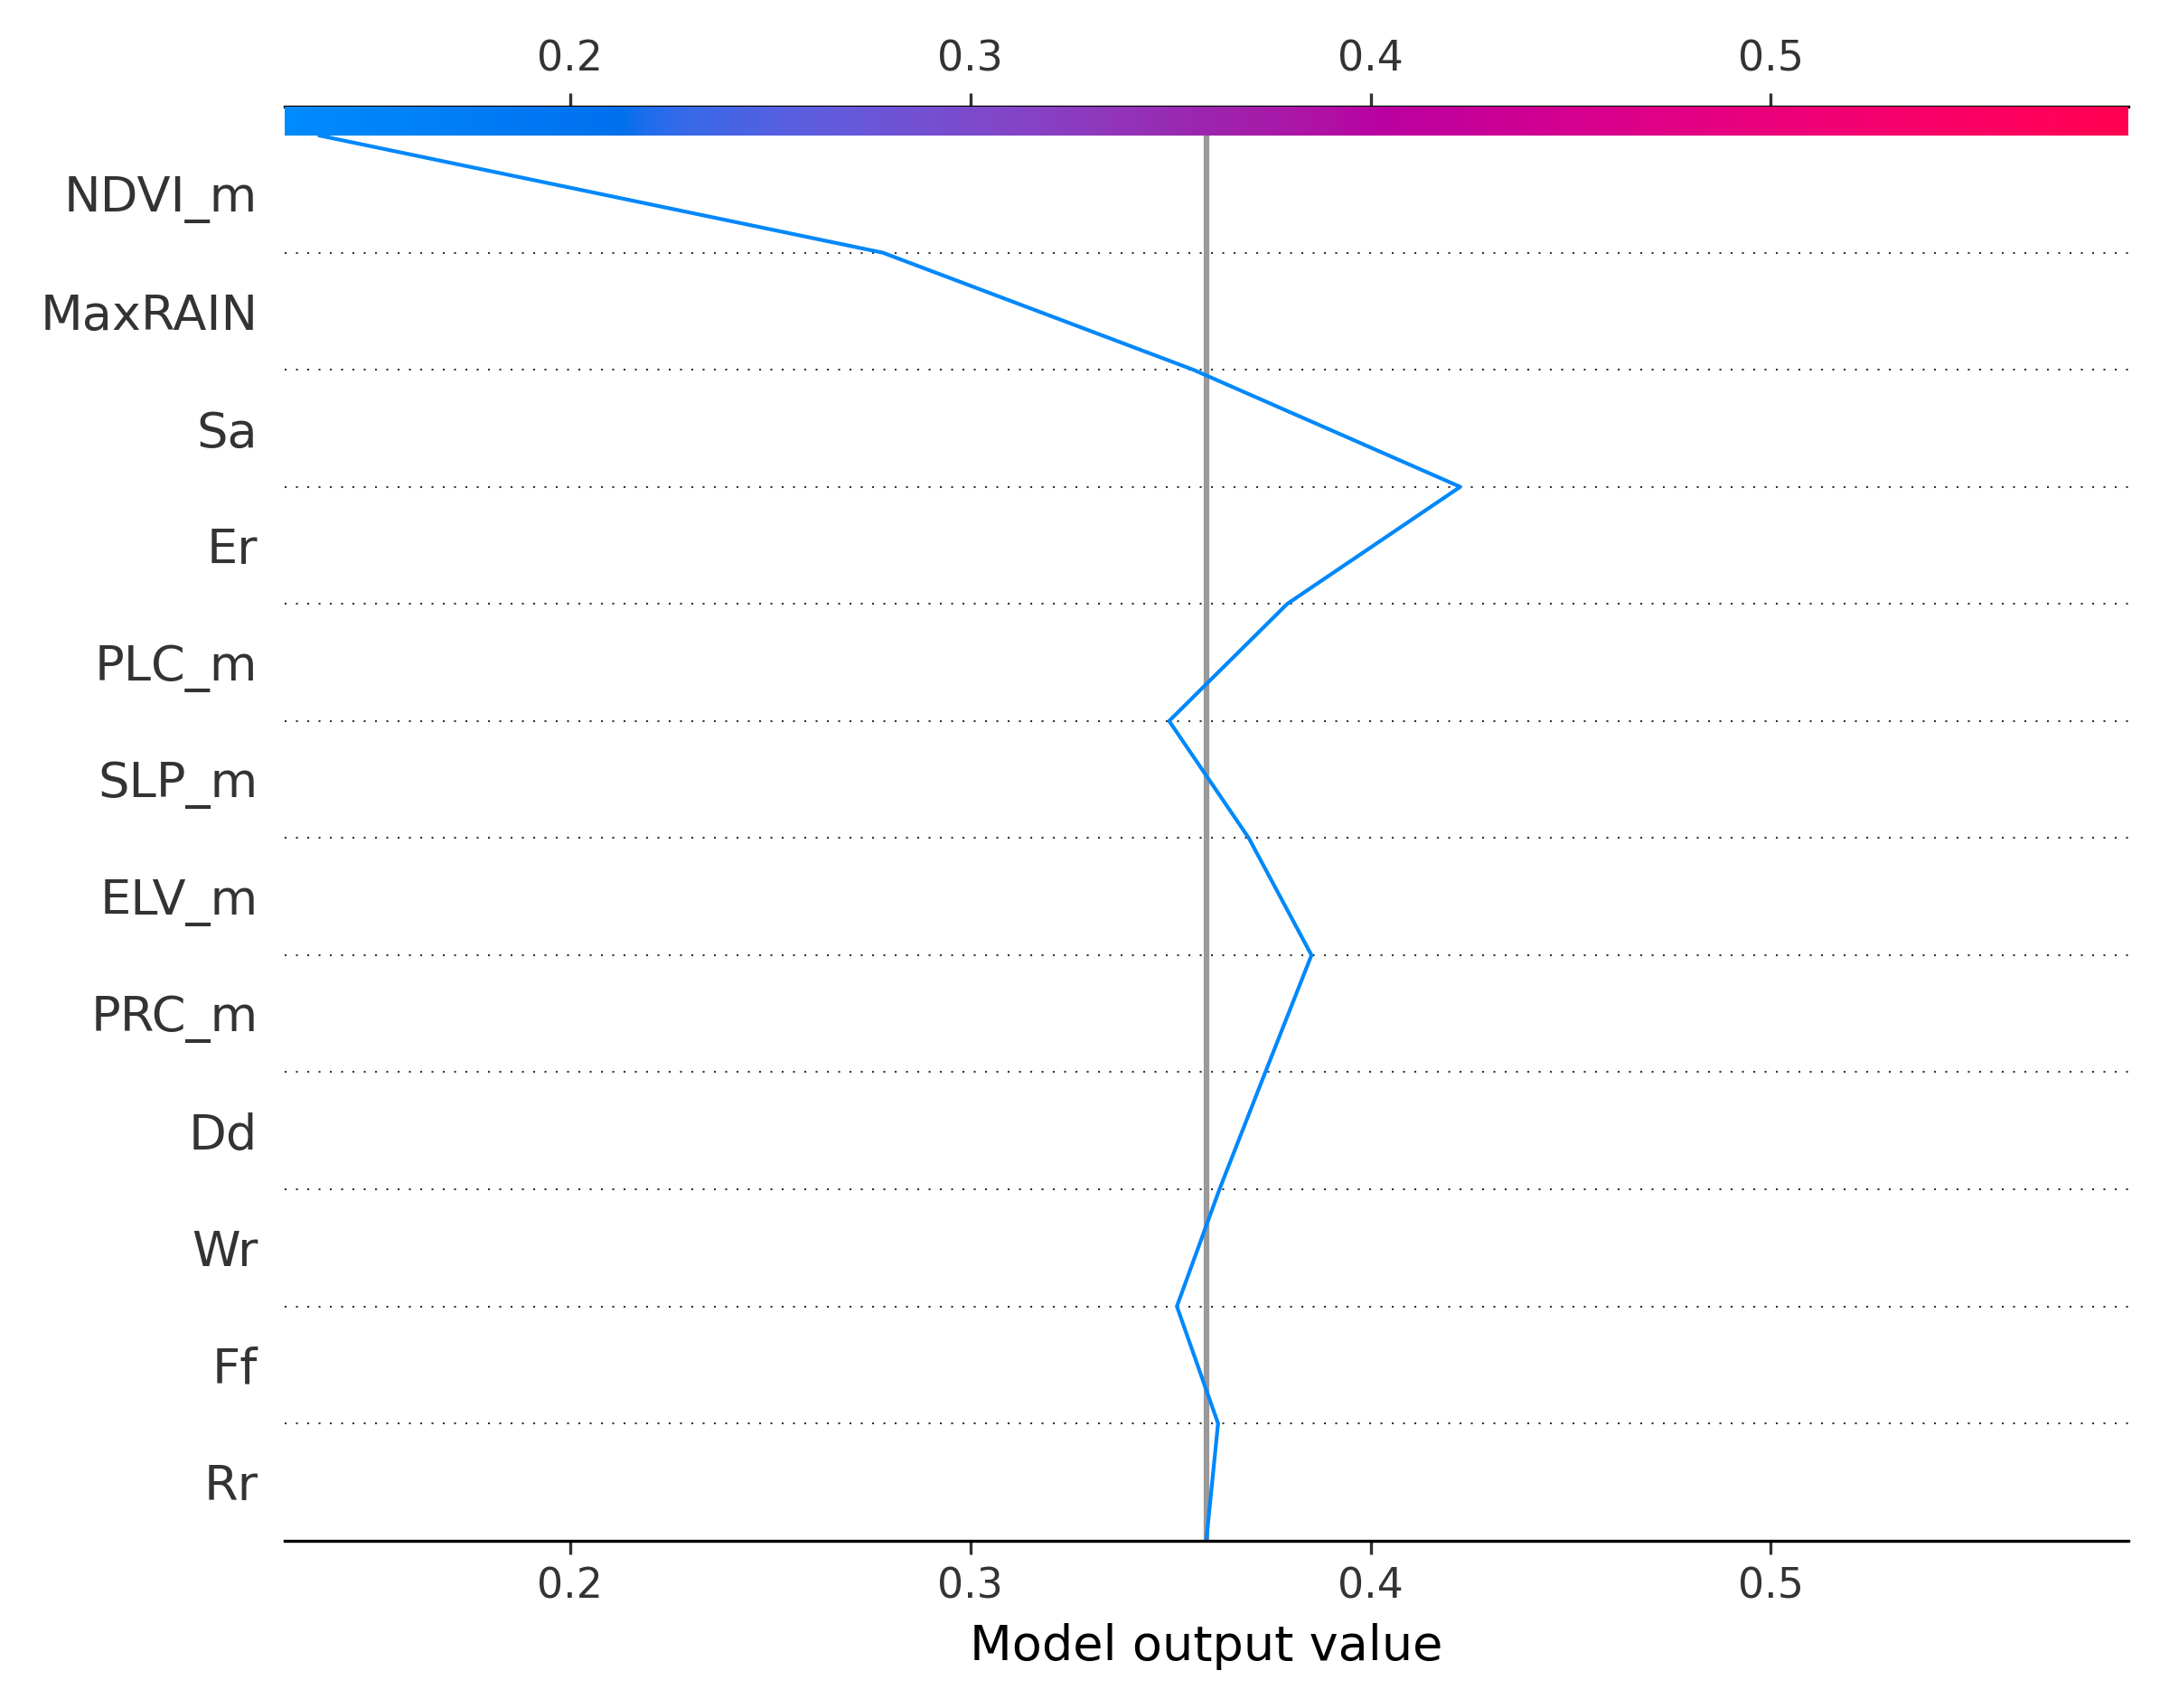 0.2 0.3 0.4 0.5
NDVI_m
MaxRAIN
Sa
Er
PLC_m
SLP_m
ELV_m
PRC_m
Dd
Wr
Ff
Rr
0.2 0.3 0.4 0.5
Model output value